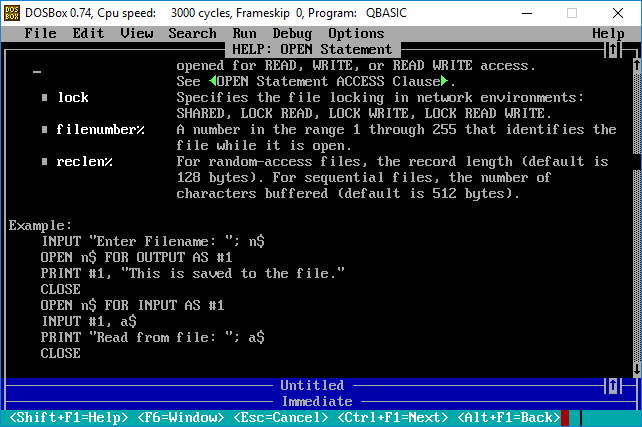 DOSBox 0.74, Cpu speed: 3000 cycles, Frameskip 0, Program: QBASIC
File Edit View Search Run Debug Options Help
HELP: OPEN Statement
opened for READ, WRITE, or READ WRITE access.
See ◄OPEN Statement ACCESS Clause►.
▪ lock Specifies the file locking in network environments:
SHARED, LOCK READ, LOCK WRITE, LOCK READ WRITE.
▪ filenumber% A number in the range 1 through 255 that identifies the
file while it is open.
▪ reclen% For random-access files, the record length (default is
128 bytes). For sequential files, the number of
characters buffered (default is 512 bytes).
Example:
INPUT "Enter Filename: "; n$
OPEN n$ FOR OUTPUT AS #1
PRINT #1, "This is saved to the file."
CLOSE
OPEN n$ FOR INPUT AS #1
INPUT #1, a$
PRINT "Read from file: "; a$
CLOSE
Untitled
Immediate
<Shift+F1=Help> <F6=Window> <Esc=Cancel> <Ctrl+F1=Next> <Alt+F1=Back>